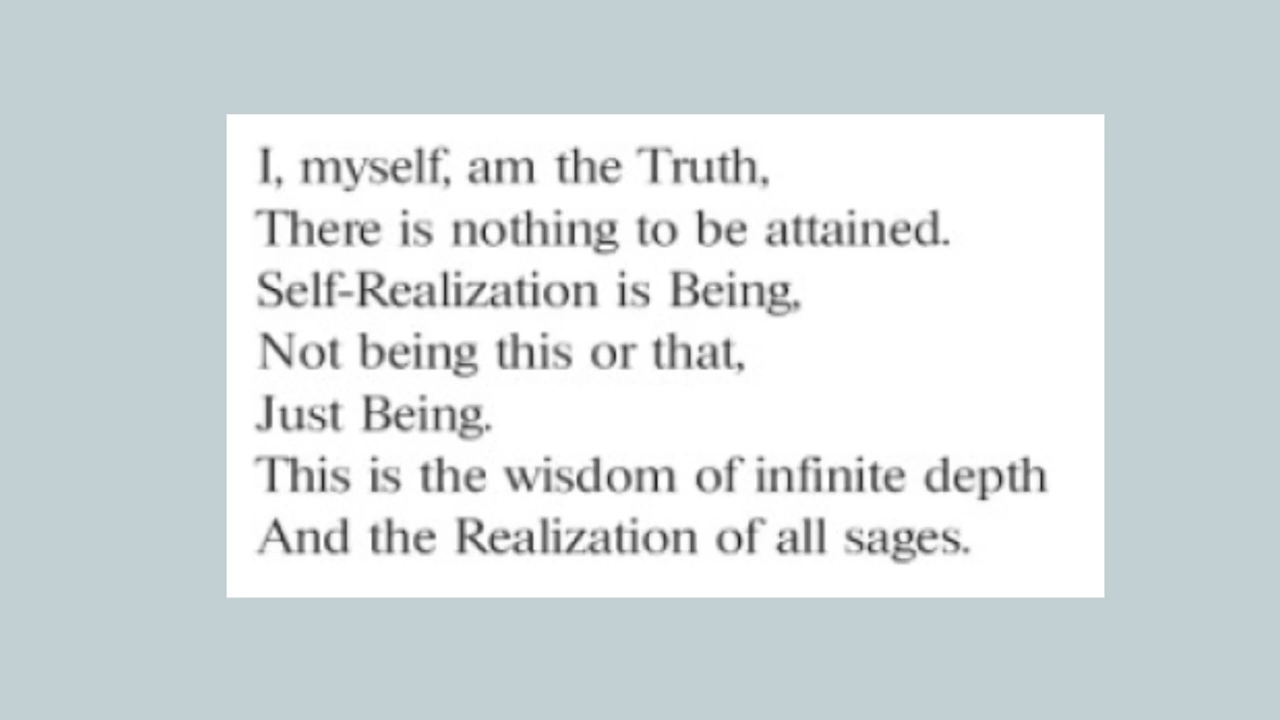 I, myself, am the Truth,
There is nothing to be attained.
Self-Realization is Being,
Not being this or that,
Just Being.
This is the wisdom of infinite depth
And the Realization of all sages.